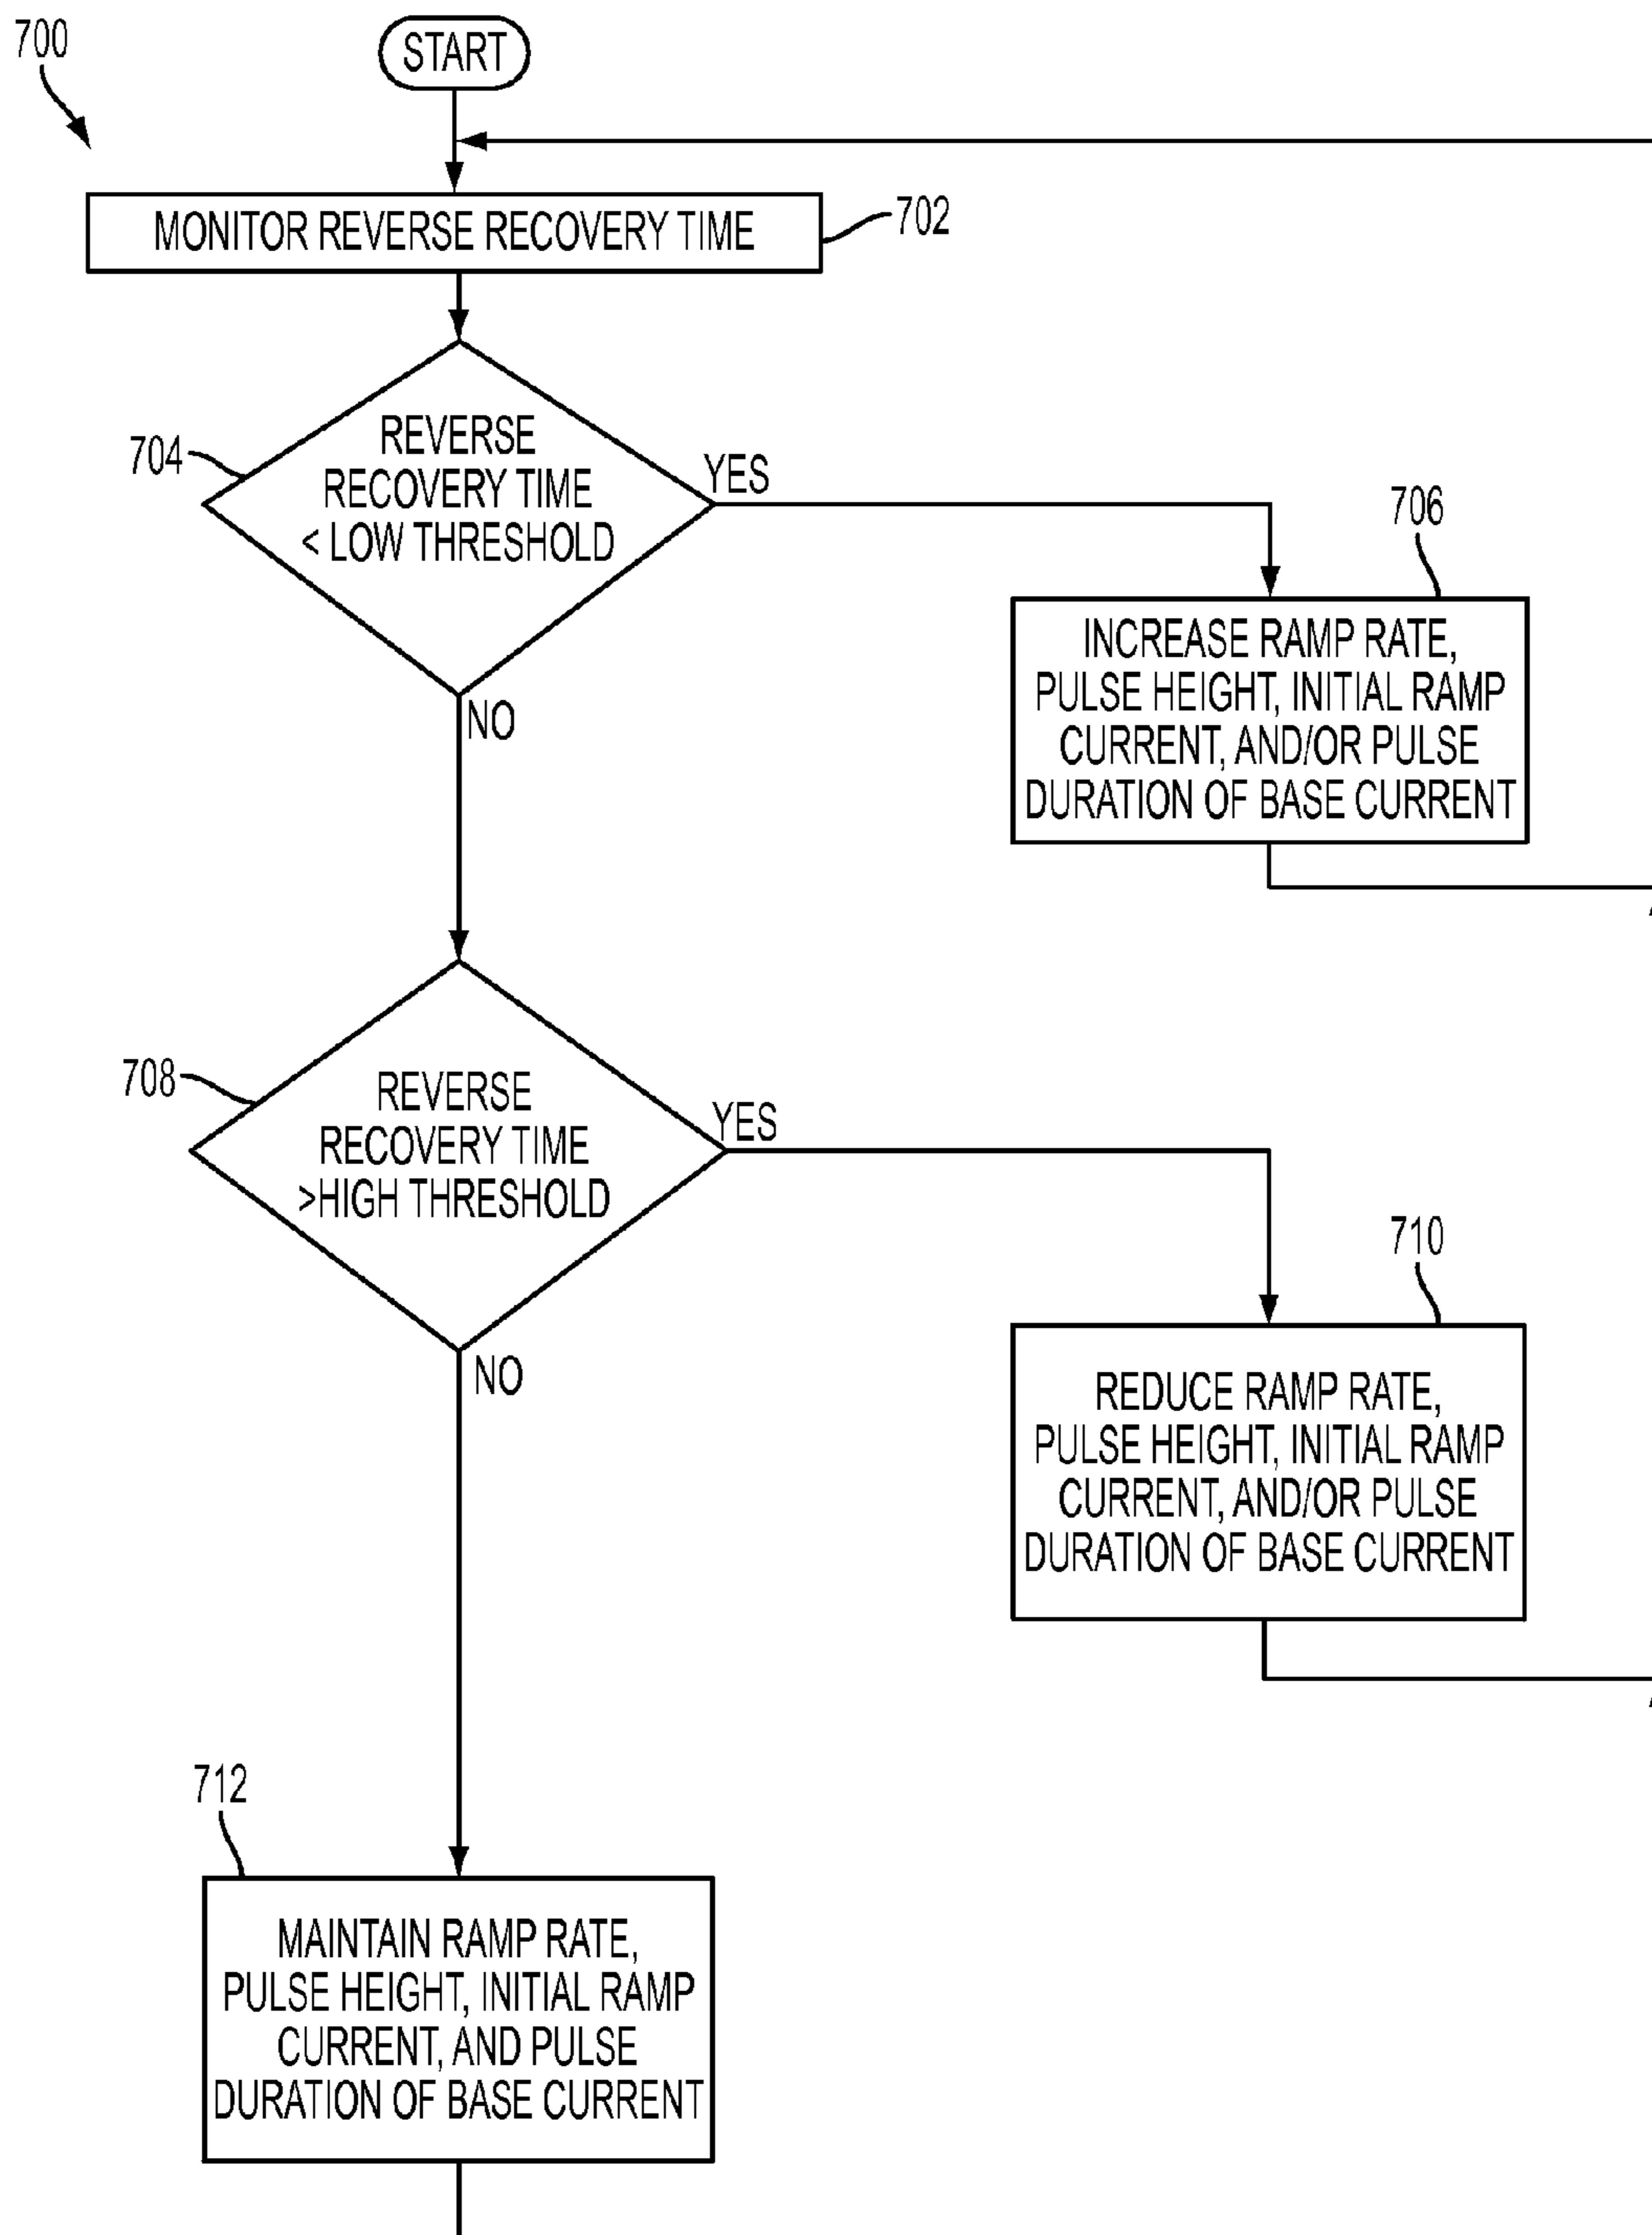 700
START
MONITOR REVERSE RECOVERY TIME
702
704
REVERSE
RECOVERY TIME
< LOW THRESHOLD
YES
NO
706
INCREASE RAMP RATE,
PULSE HEIGHT, INITIAL RAMP
CURRENT, AND/OR PULSE
DURATION OF BASE CURRENT
708
REVERSE
RECOVERY TIME
>HIGH THRESHOLD
YES
NO
710
REDUCE RAMP RATE,
PULSE HEIGHT, INITIAL RAMP
CURRENT, AND/OR PULSE
DURATION OF BASE CURRENT
712
MAINTAIN RAMP RATE,
PULSE HEIGHT, INITIAL RAMP
CURRENT, AND PULSE
DURATION OF BASE CURRENT